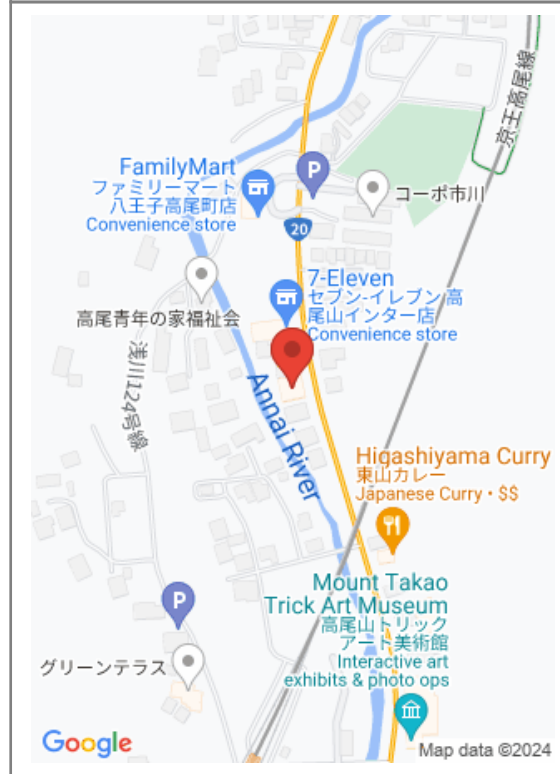 京王高尾線
FamilyMart
ファミリーマート
八王子高尾町店
Convenience store
P
コーポ市川
20
7-Eleven
セブン-イレブン 高
尾山インター店
Convenience store
高尾青年の家福祉会
浅川124号線
Annai River
Higashiyama Curry
東山カレー
Japanese Curry • $$
Mount Takao
Trick Art Museum
高尾山トリック
アート美術館
Interactive art
exhibits & photo ops
P
グリーンテラス
Google
Map data ©2024